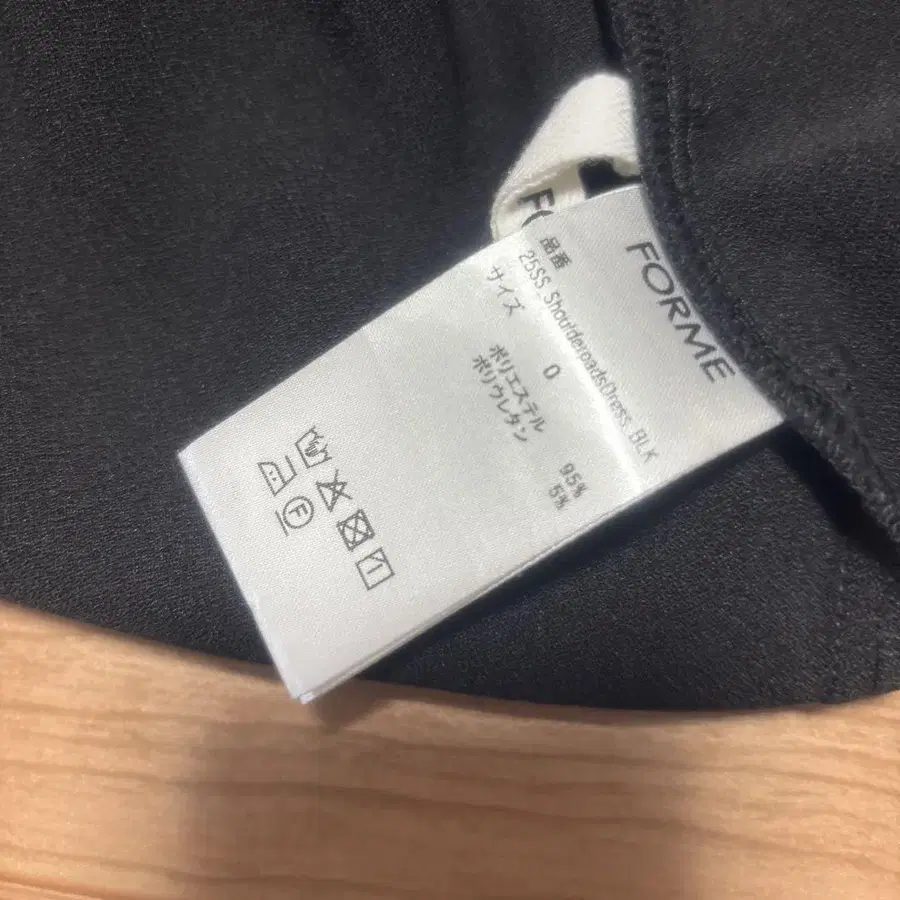 FO
FORME
品番
25SS_ShoulderpadsDress_BLK
サイズ
0
ポリエステル 95%
ポリウレタン 5%
F